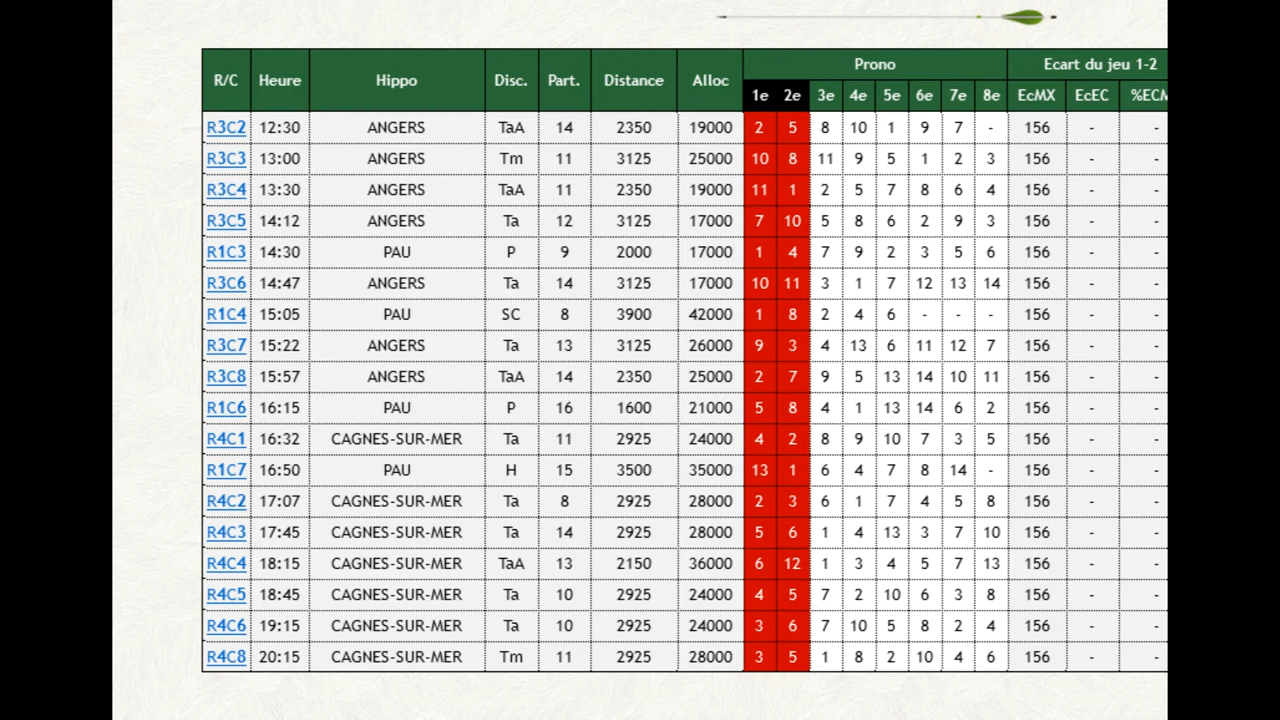 R/C Heure Hippo Disc. Part. Distance Alloc Prono Ecart du jeu 1-2
1e 2e 3e 4e 5e 6e 7e 8e EcMX EcEC %ECM
R3C2 12:30 ANGERS TaA 14 2350 19000 2 5 8 10 1 9 7 - 156 - -
R3C3 13:00 ANGERS Tm 11 3125 25000 10 8 11 9 5 1 2 3 156 - -
R3C4 13:30 ANGERS TaA 11 2350 19000 11 1 2 5 7 8 6 4 156 - -
R3C5 14:12 ANGERS Ta 12 3125 17000 7 10 5 8 6 2 9 3 156 - -
R1C3 14:30 PAU P 9 2000 17000 1 4 7 9 2 3 5 6 156 - -
R3C6 14:47 ANGERS Ta 14 3125 17000 10 11 3 1 7 12 13 14 156 - -
R1C4 15:05 PAU SC 8 3900 42000 1 8 2 4 6 - - - 156 - -
R3C7 15:22 ANGERS Ta 13 3125 26000 9 3 4 13 6 11 12 7 156 - -
R3C8 15:57 ANGERS TaA 14 2350 25000 2 7 9 5 13 14 10 11 156 - -
R1C6 16:15 PAU P 16 1600 21000 5 8 4 1 13 14 6 2 156 - -
R4C1 16:32 CAGNES-SUR-MER Ta 11 2925 24000 4 2 8 9 10 7 3 5 156 - -
R1C7 16:50 PAU H 15 3500 35000 13 1 6 4 7 8 14 - 156 - -
R4C2 17:07 CAGNES-SUR-MER Ta 8 2925 28000 2 3 6 1 7 4 5 8 156 - -
R4C3 17:45 CAGNES-SUR-MER Ta 14 2925 28000 5 6 1 4 13 3 7 10 156 - -
R4C4 18:15 CAGNES-SUR-MER TaA 13 2150 36000 6 12 1 3 4 5 7 13 156 - -
R4C5 18:45 CAGNES-SUR-MER Ta 10 2925 24000 4 5 7 2 10 6 3 8 156 - -
R4C6 19:15 CAGNES-SUR-MER Ta 10 2925 24000 3 6 7 10 5 8 2 4 156 - -
R4C8 20:15 CAGNES-SUR-MER Tm 11 2925 28000 3 5 1 8 2 10 4 6 156 - -